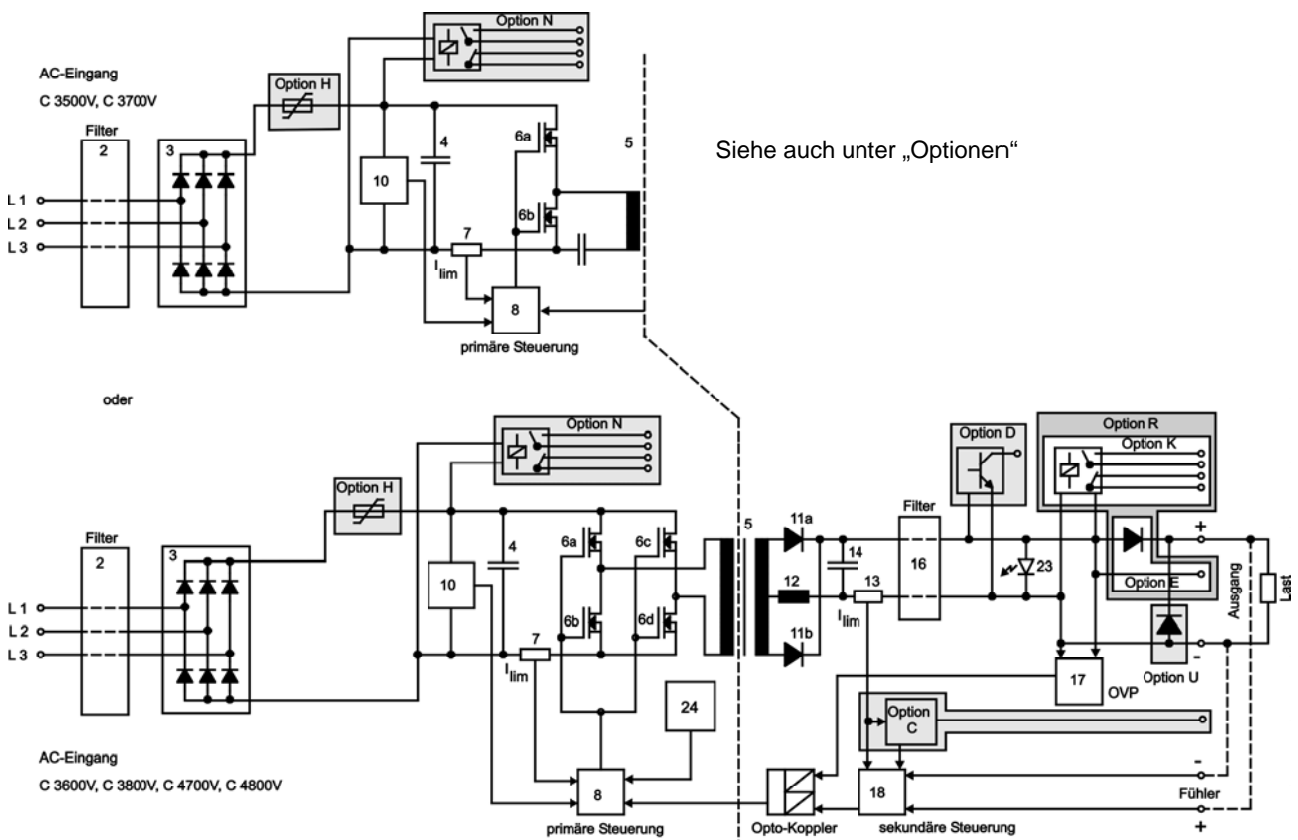 Option N
AC-Eingang
C 3500V, C 3700V
Option H
Filter
2
3
4
6a
5
Siehe auch unter „Optionen“
10
L 1
L 2
L 3
6b
7
Ilim
8
primäre Steuerung
oder
Option N
Option H
Filter
2
3
4
6a
6c
5
10
6b
6d
L 1
L 2
L 3
7
Ilim
24
8
primäre Steuerung
AC-Eingang
C 3600V, C 3800V, C 4700V, C 4800V
11a
14
12
13
Ilim
11b
Filter
16
Option D
23
Option R
Option K
+
Option E
Ausgang
Last
-
Option U
17
OVP
Option
C
18
Opto-Koppler
sekundäre Steuerung
-
Fühler
+